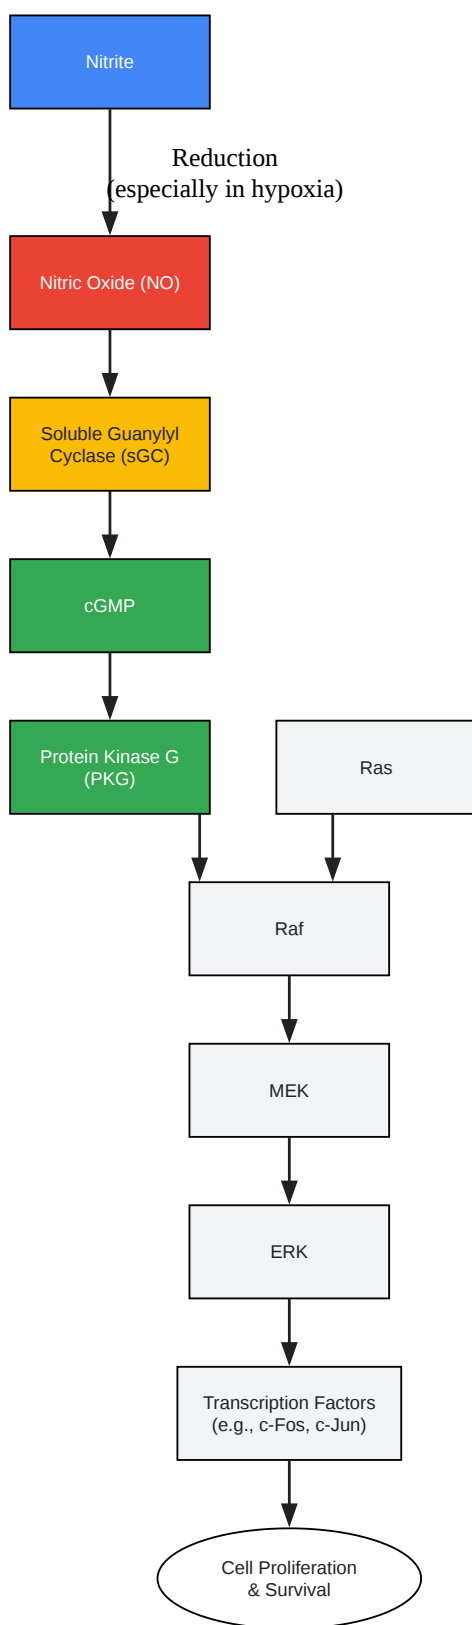 Nitrite
Reduction
(especially in hypoxia)
Nitric Oxide (NO)
Soluble Guanylyl
Cyclase (sGC)
cGMP
Protein Kinase G
(PKG)
Ras
Raf
MEK
ERK
Transcription Factors
(e.g., c-Fos, c-Jun)
Cell Proliferation
& Survival